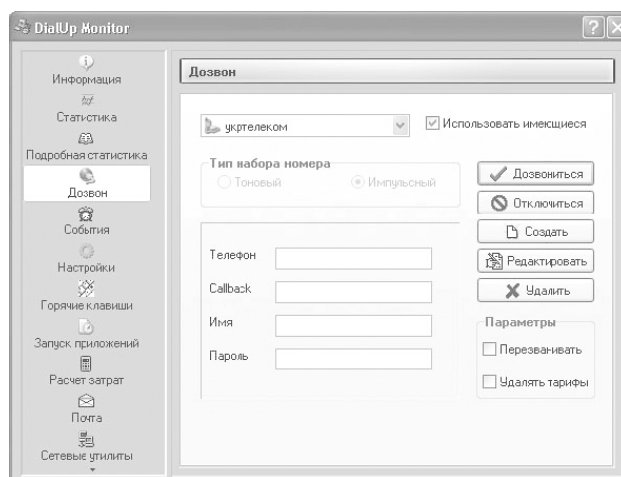 DialUp Monitor
Информация
Статистика
Подробная статистика
Дозвон
События
Настройки
Горячие клавиши
Запуск приложений
Расчет затрат
Почта
Сетевые утилиты
Дозвон
укртелеком
Использовать имеющиеся
Тип набора номера
Тоновый
Импульсный
Телефон
Callback
Имя
Пароль
Дозвониться
Отключиться
Создать
Редактировать
Удалить
Параметры
Перезванивать
Удалять тарифы